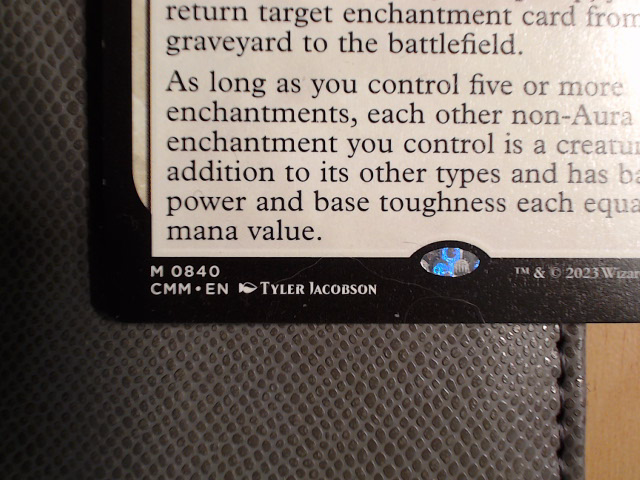 return target enchantment card from
graveyard to the battlefield.
As long as you control five or more
enchantments, each other non-Aura
enchantment you control is a creatur
addition to its other types and has ba
power and base toughness each equa
mana value.
M 0840
CMM•EN Tyler Jacobson
™ & © 2023 Wizar